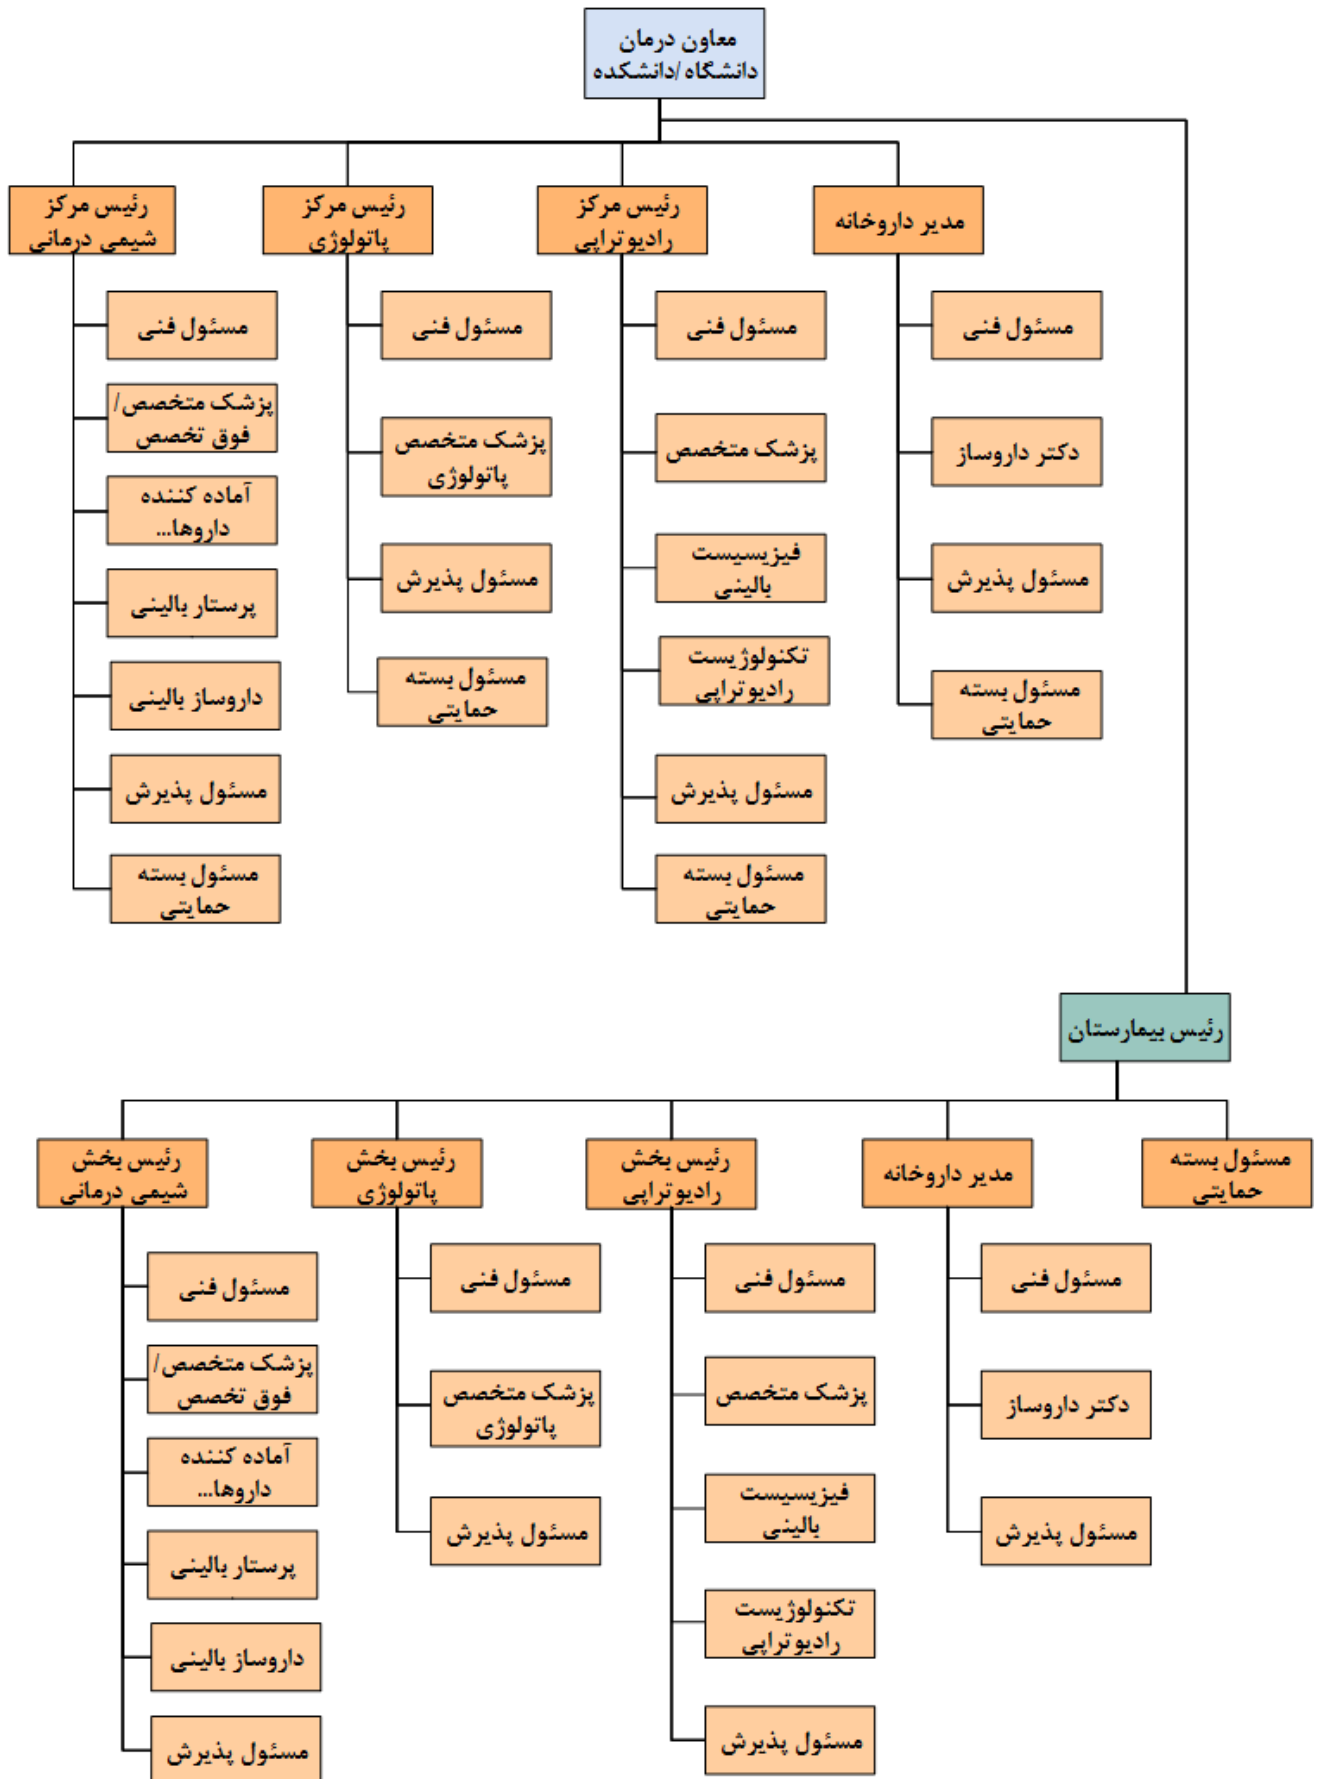 معاون درمان
دانشگاه /دانشکده
مدیر داروخانه
مسئول فنی
دکتر داروساز
مسئول پذیرش
مسئول بسته
حمایتی
رئیس مرکز
رادیوتراپی
مسئول فنی
پزشک متخصص
فیزیسیست
بالینی
تکنولوژیست
رادیوتراپی
مسئول پذیرش
مسئول بسته
حمایتی
رئیس مرکز
پاتولوژی
مسئول فنی
پزشک متخصص
پاتولوژی
مسئول پذیرش
مسئول بسته
حمایتی
رئیس مرکز
شیمی درمانی
مسئول فنی
پزشک متخصص/
فوق تخصص
آماده کننده
داروها...
پرستار بالینی
داروساز بالینی
مسئول پذیرش
مسئول بسته
حمایتی
رئیس بیمارستان
مسئول بسته
حمایتی
مدیر داروخانه
مسئول فنی
دکتر داروساز
مسئول پذیرش
رئیس بخش
رادیوتراپی
مسئول فنی
پزشک متخصص
فیزیسیست
بالینی
تکنولوژیست
رادیوتراپی
مسئول پذیرش
رئیس بخش
پاتولوژی
مسئول فنی
پزشک متخصص
پاتولوژی
مسئول پذیرش
رئیس بخش
شیمی درمانی
مسئول فنی
پزشک متخصص/
فوق تخصص
آماده کننده
داروها...
پرستار بالینی
داروساز بالینی
مسئول پذیرش